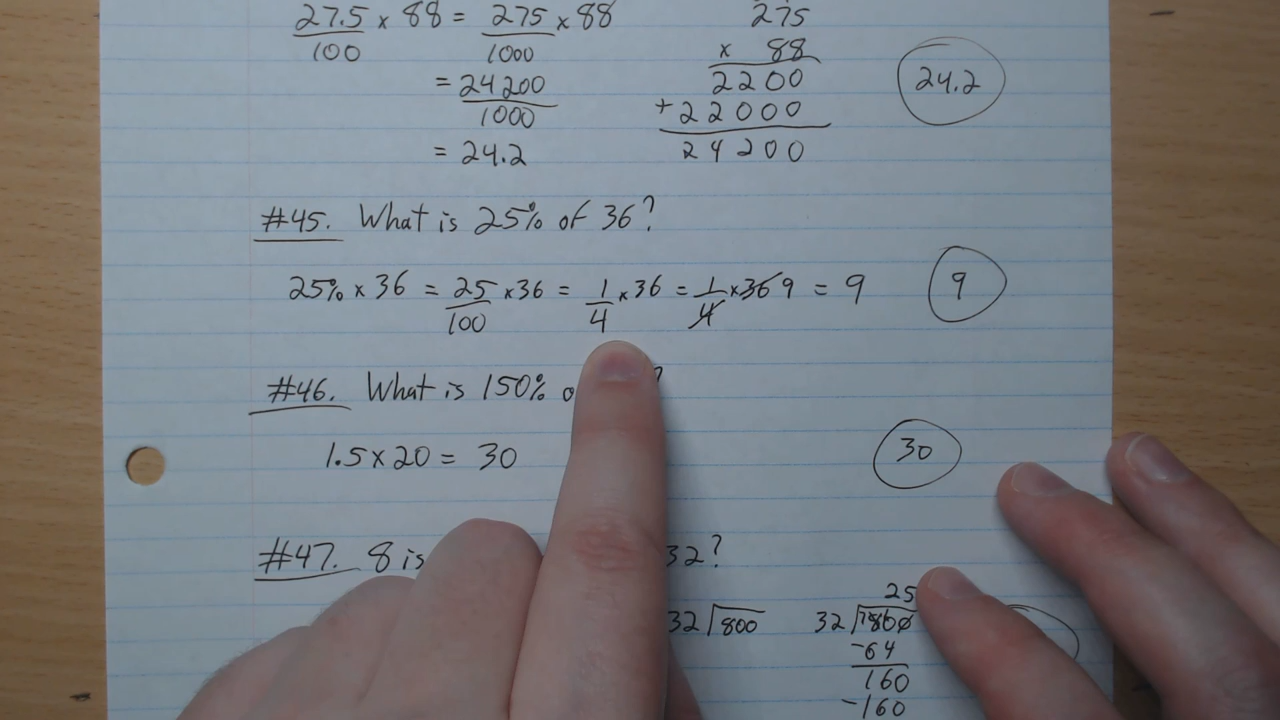 27.5/100 x 88 = 275/1000 x 88
= 24200/1000
= 24.2
275
x 88
2200
+22000
24200
24.2
#45. What is 25% of 36?
25% x 36 = 25/100 x 36 = 1/4 x 36 = 1/4 x 36 9 = 9
9
#46. What is 150% ?
1.5 x 20 = 30
30
#47. 8 is 32?
32 800
25
32 800
-64
160
-160